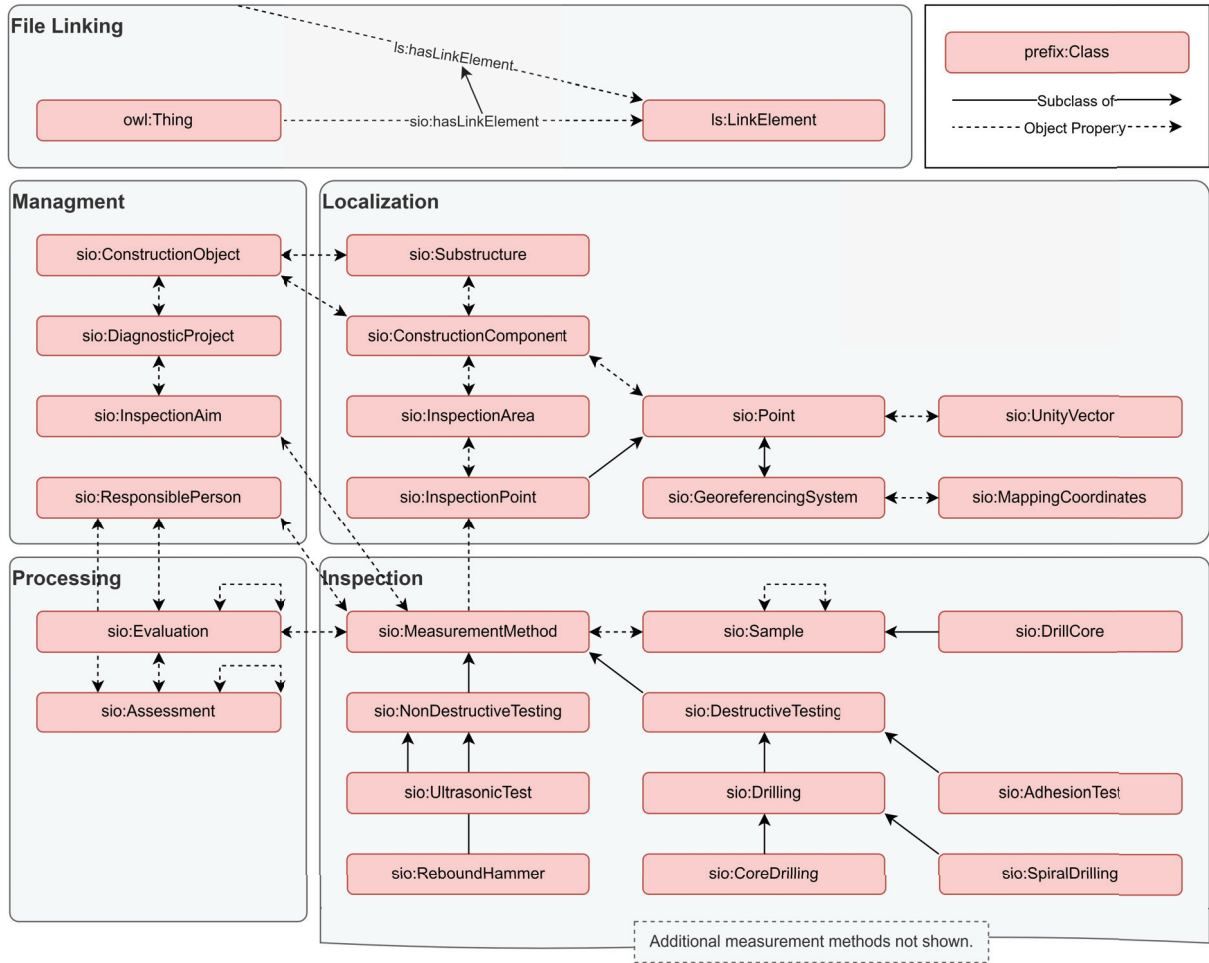 File Linking
ls:hasLinkElement
owl:Thing
sio:hasLinkElement
ls:LinkElement
prefix:Class
Subclass of
Object Property
Managment
sio:ConstructionObject
sio:DiagnosticProject
sio:InspectionAim
sio:ResponsiblePerson
Localization
sio:Substructure
sio:ConstructionComponent
sio:InspectionArea
sio:Point
sio:UnityVector
sio:InspectionPoint
sio:GeoreferencingSystem
sio:MappingCoordinates
Processing
sio:Evaluation
sio:Assessment
Inspection
sio:MeasurementMethod
sio:Sample
sio:DrillCore
sio:NonDestructiveTesting
sio:DestructiveTesting
sio:UltrasonicTest
sio:Drilling
sio:AdhesionTest
sio:ReboundHammer
sio:CoreDrilling
sio:SpiralDrilling
Additional measurement methods not shown.